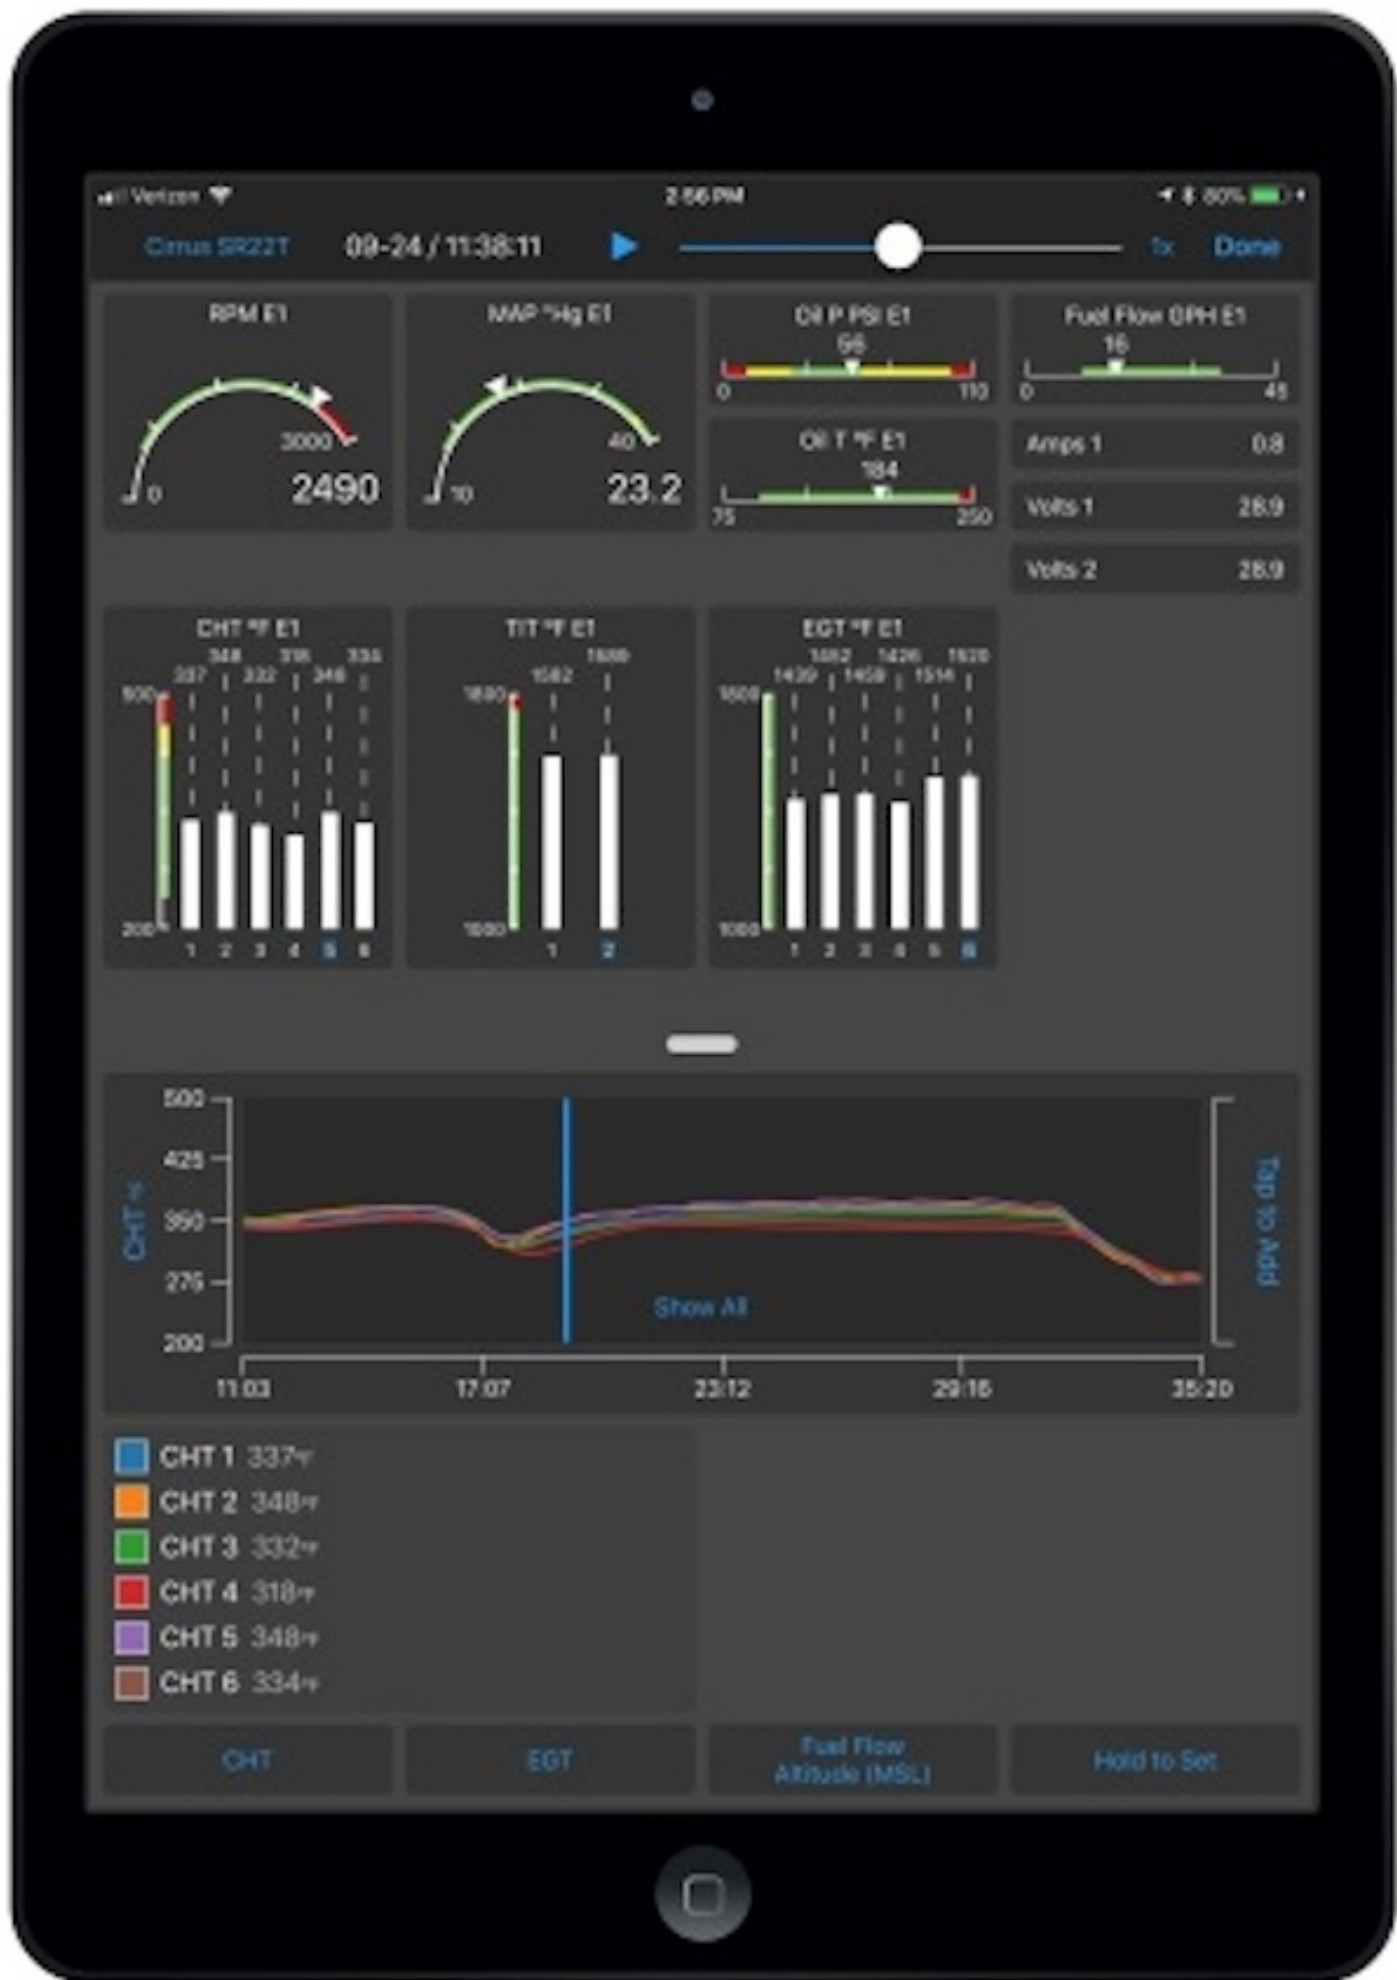 Verizon 2:56 PM 80%
Cirrus SR22T 09-24 / 11:38:11 1x Done
RPM E1
3000
0
2490
MAP "Hg E1
40
10
23.2
Oil P PSI E1
56
0 110
Oil T °F E1
184
75 250
Fuel Flow GPH E1
16
0 45
Amps 1 0.8
Volts 1 28.9
Volts 2 28.9
CHT °F E1
348 318 334
337 332 348
500
200
1 2 3 4 5 6
TIT °F E1
1582
1800
1000
1 2
EGT °F E1
1452 1426 1520
1439 1459 1514
1800
1000
1 2 3 4 5 6
CHT °F
500
425
350
275
200
Show All
Tap to Add
11:03 17:07 23:12 29:16 35:20
CHT 1 337°F
CHT 2 348°F
CHT 3 332°F
CHT 4 318°F
CHT 5 348°F
CHT 6 334°F
CHT
EGT
Fuel Flow
Altitude (MSL)
Hold to Set